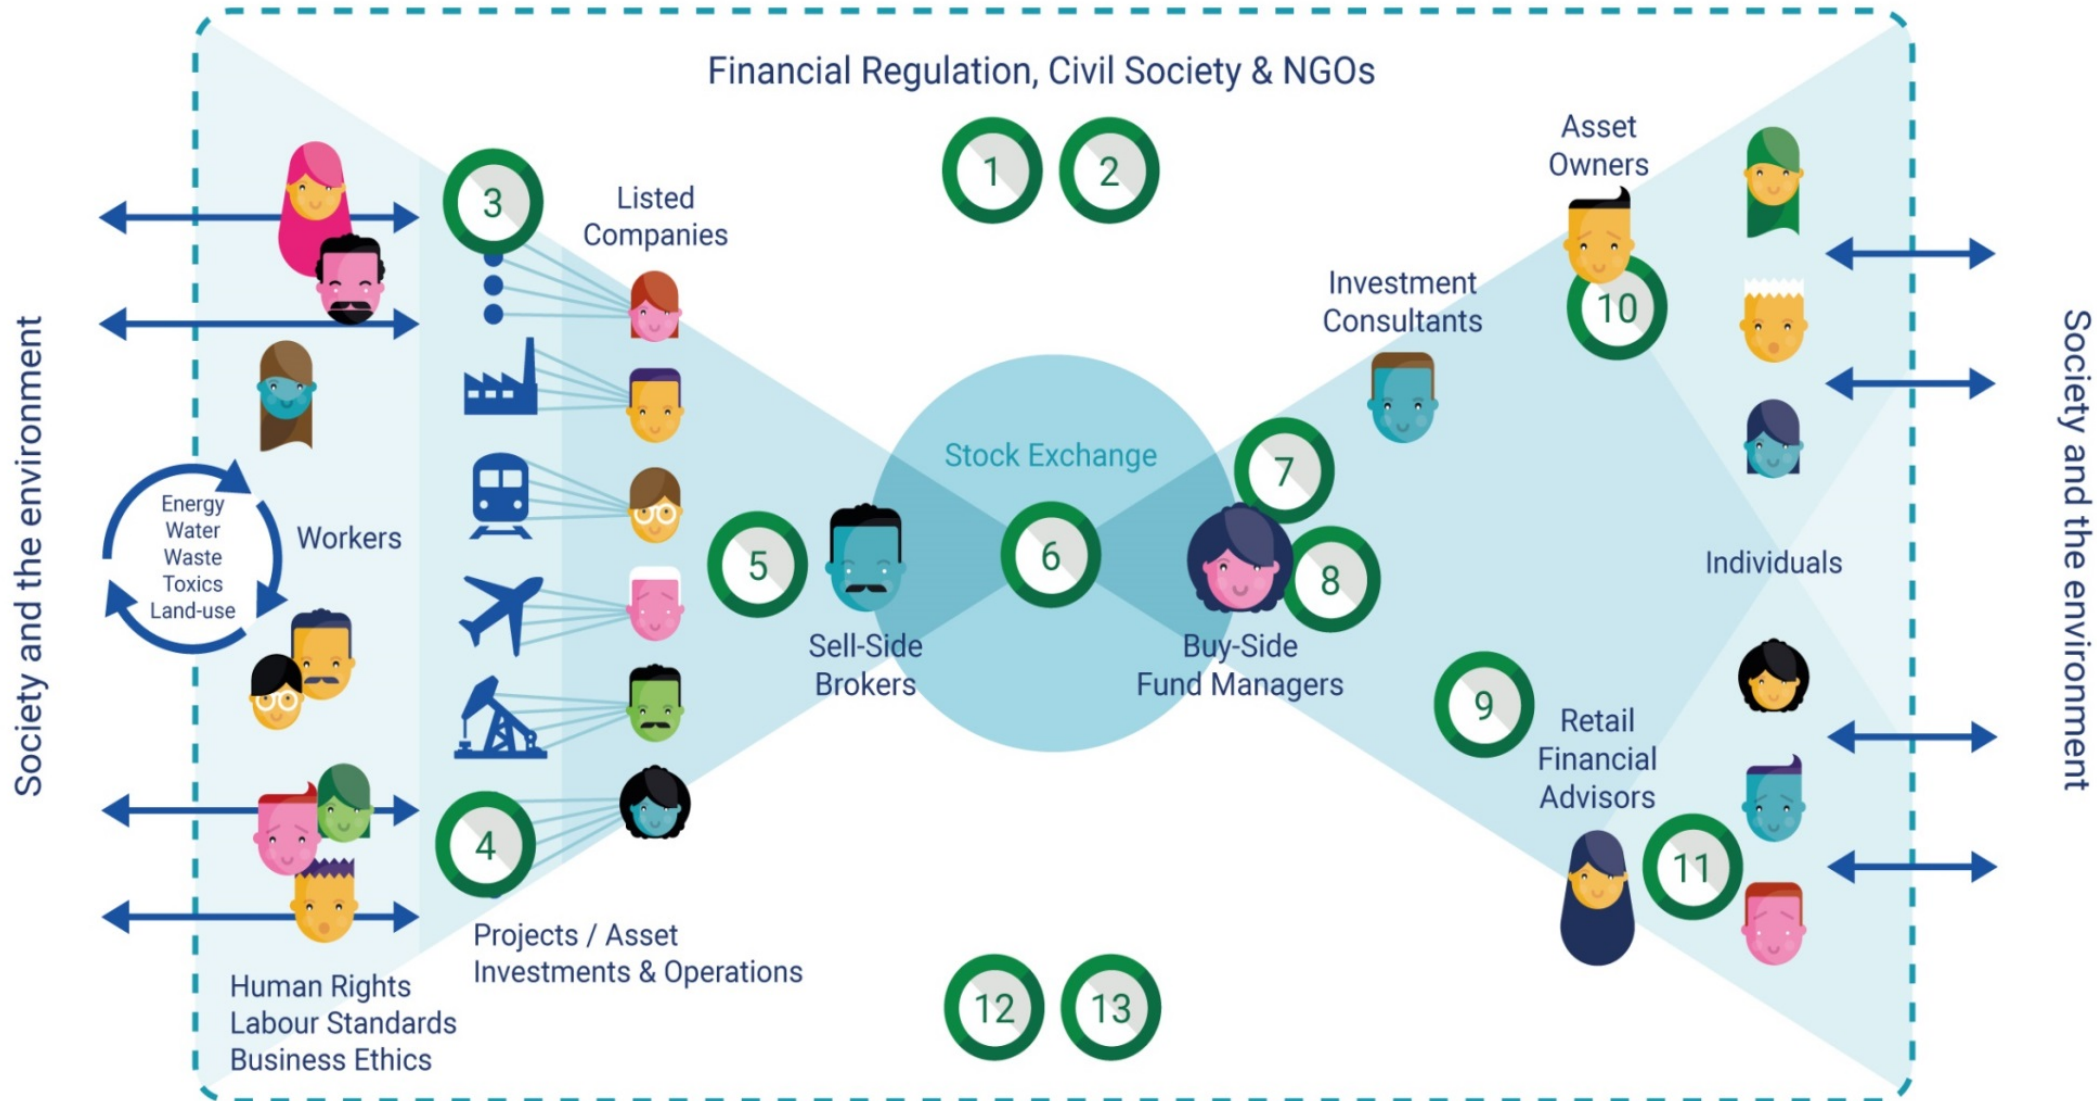 Financial Regulation, Civil Society & NGOs
1
2
Asset
Owners
3
Listed
Companies
Investment
Consultants
10
Society and the environment
Society and the environment
Stock Exchange
7
Energy
Water
Waste
Toxics
Land-use
Workers
5
6
8
Individuals
Sell-Side
Brokers
Buy-Side
Fund Managers
9
Retail
Financial
Advisors
4
11
Projects / Asset
Investments & Operations
Human Rights
Labour Standards
Business Ethics
12
13